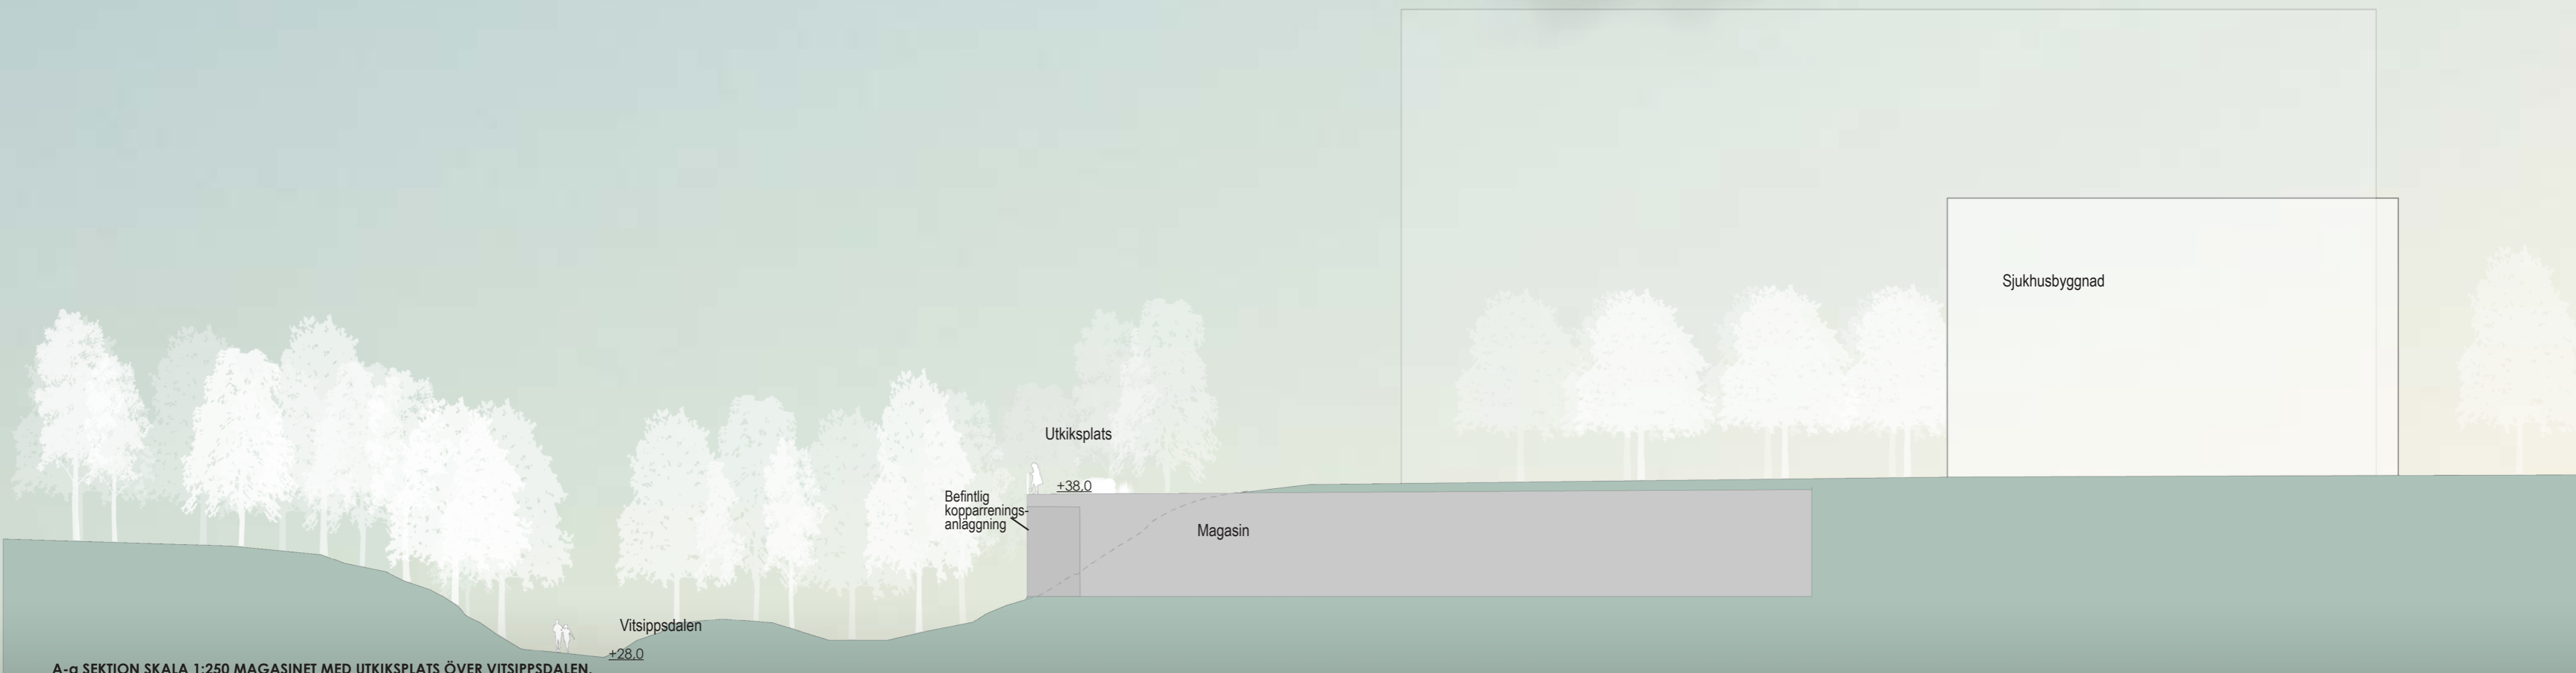 Sjukhusbyggnad
Utkiksplats
+38.0
Befintlig
kopparrenings-
anläggning
Magasin
Vitsippsdalen
+28.0
A-a SEKTION SKALA 1:250 MAGASINET MED UTKIKSPLATS ÖVER VITSIPPSDALEN.